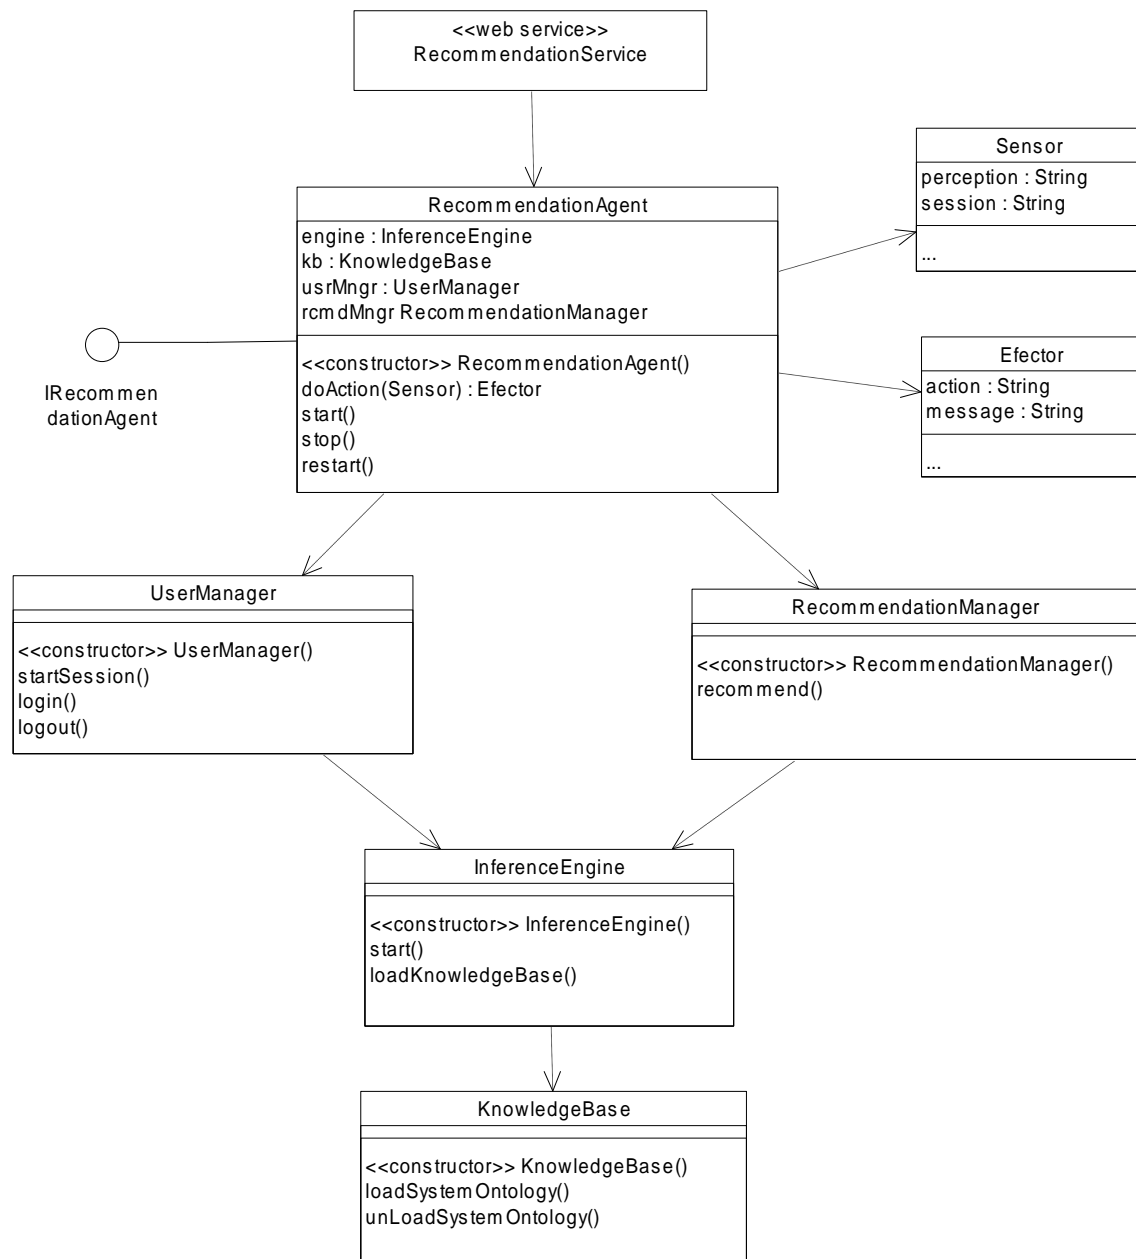 <<web service>>
RecommendationService
Sensor
perception : String
session : String
...
RecommendationAgent
engine : InferenceEngine
kb : KnowledgeBase
usrMngr : UserManager
rcmdMngr RecommendationManager
<<constructor>> RecommendationAgent()
doAction(Sensor) : Efector
start()
stop()
restart()
IRecommen
dationAgent
Efector
action : String
message : String
...
UserManager
<<constructor>> UserManager()
startSession()
login()
logout()
RecommendationManager
<<constructor>> RecommendationManager()
recommend()
InferenceEngine
<<constructor>> InferenceEngine()
start()
loadKnowledgeBase()
KnowledgeBase
<<constructor>> KnowledgeBase()
loadSystemOntology()
unLoadSystemOntology()